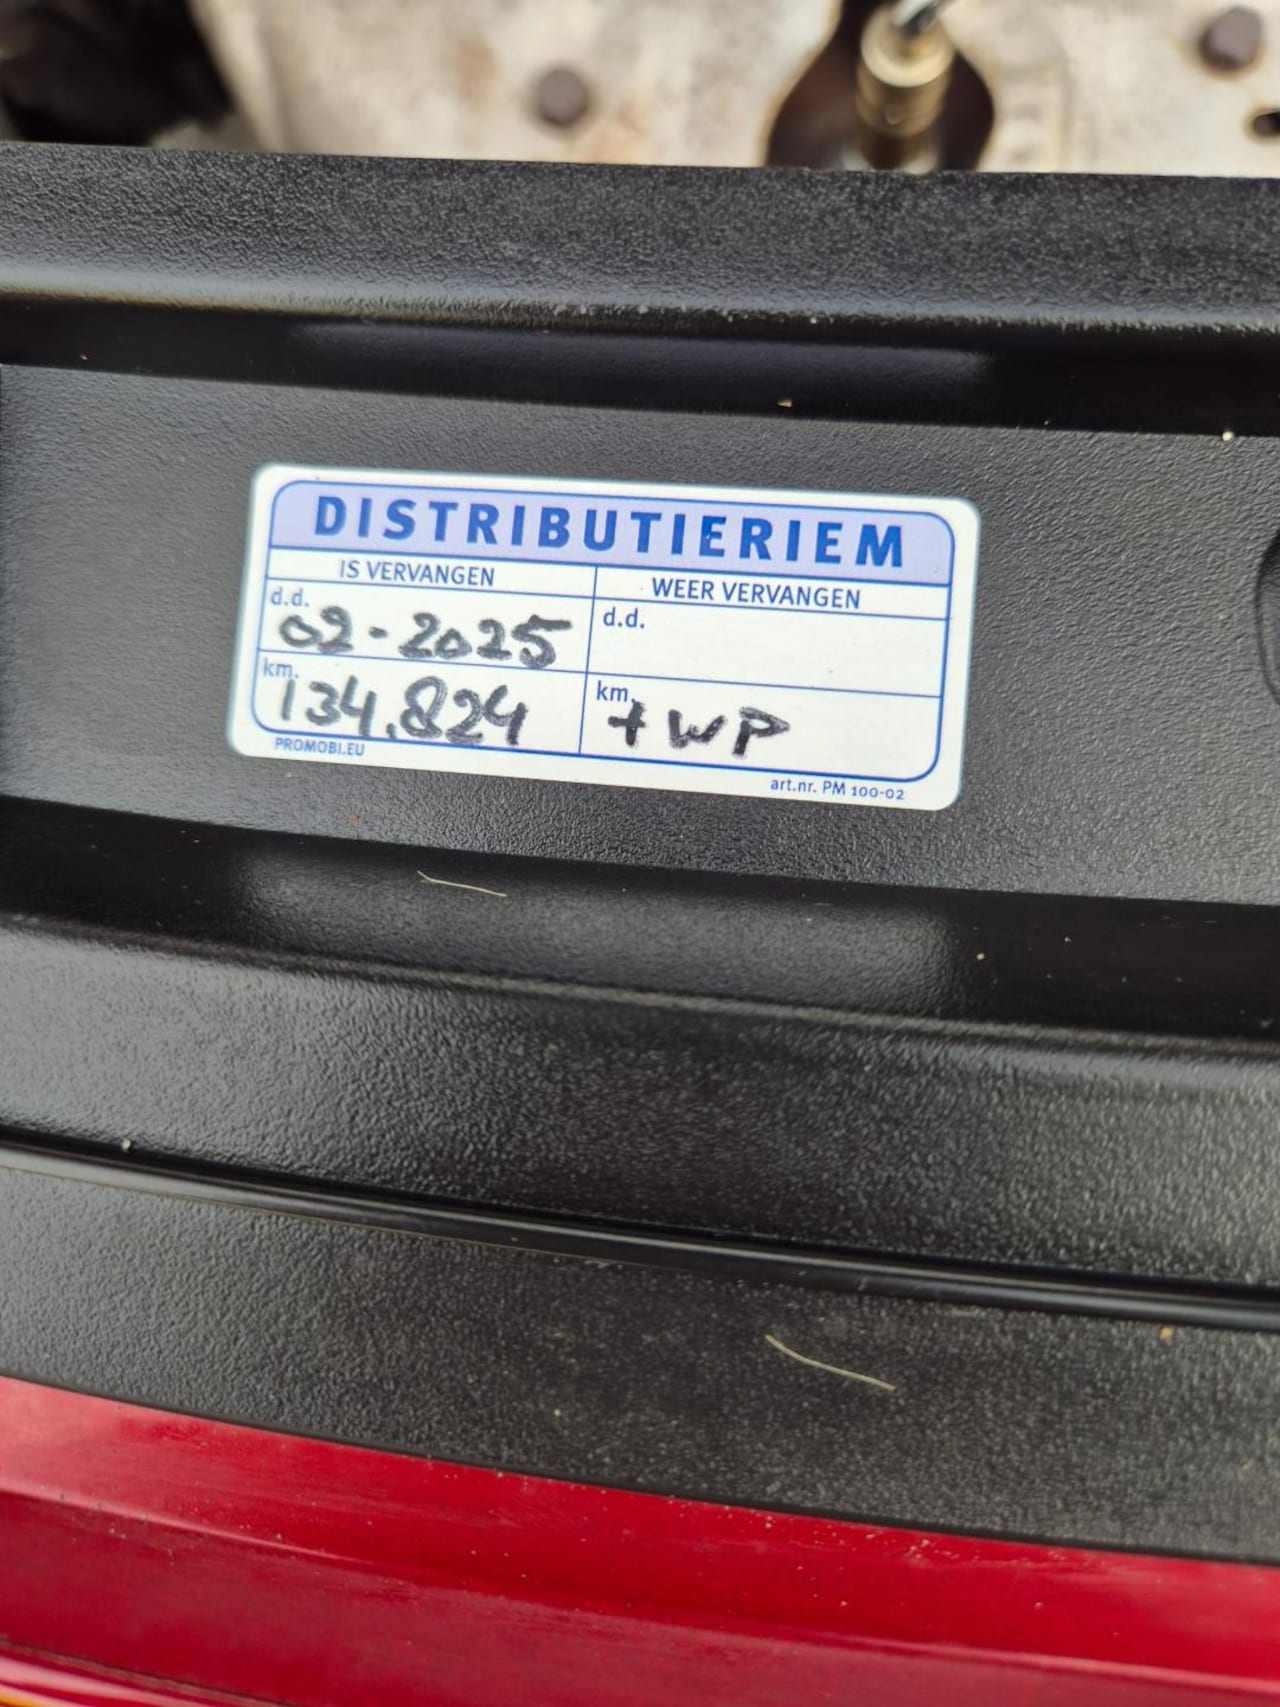 DISTRIBUTIERIEM
IS VERVANGEN
WEER VERVANGEN
d.d. 02-2025
d.d.
km. 134.824
km. + WP
PROMOBI.EU
art.nr. PM 100-02